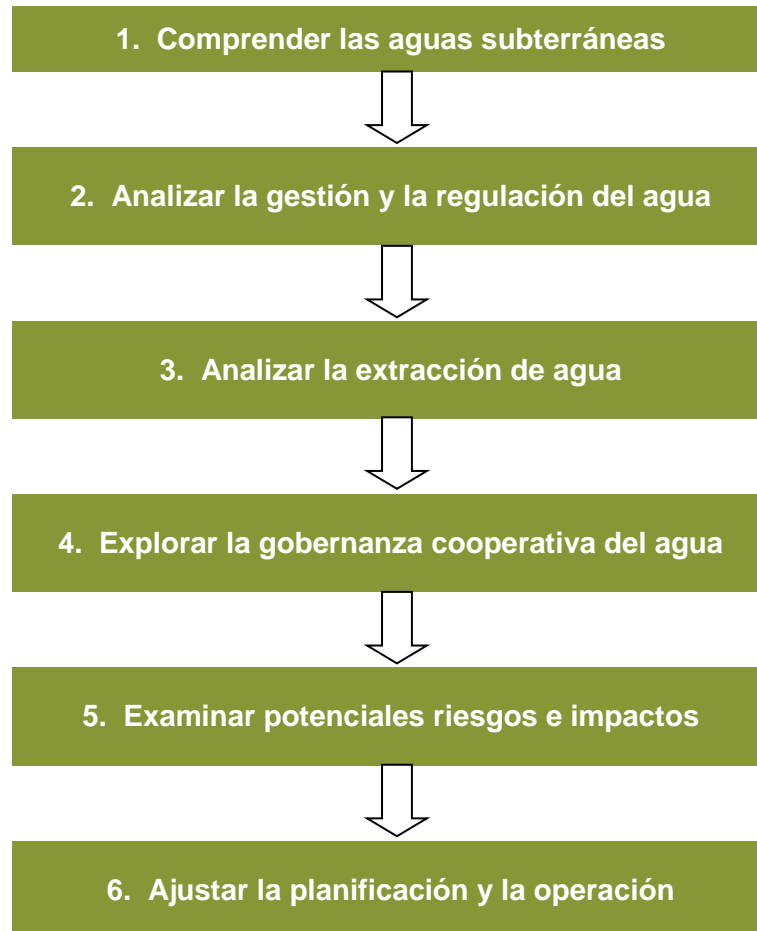 1. Comprender las aguas subterráneas
2. Analizar la gestión y la regulación del agua
3. Analizar la extracción de agua
4. Explorar la gobernanza cooperativa del agua
5. Examinar potenciales riesgos e impactos
6. Ajustar la planificación y la operación